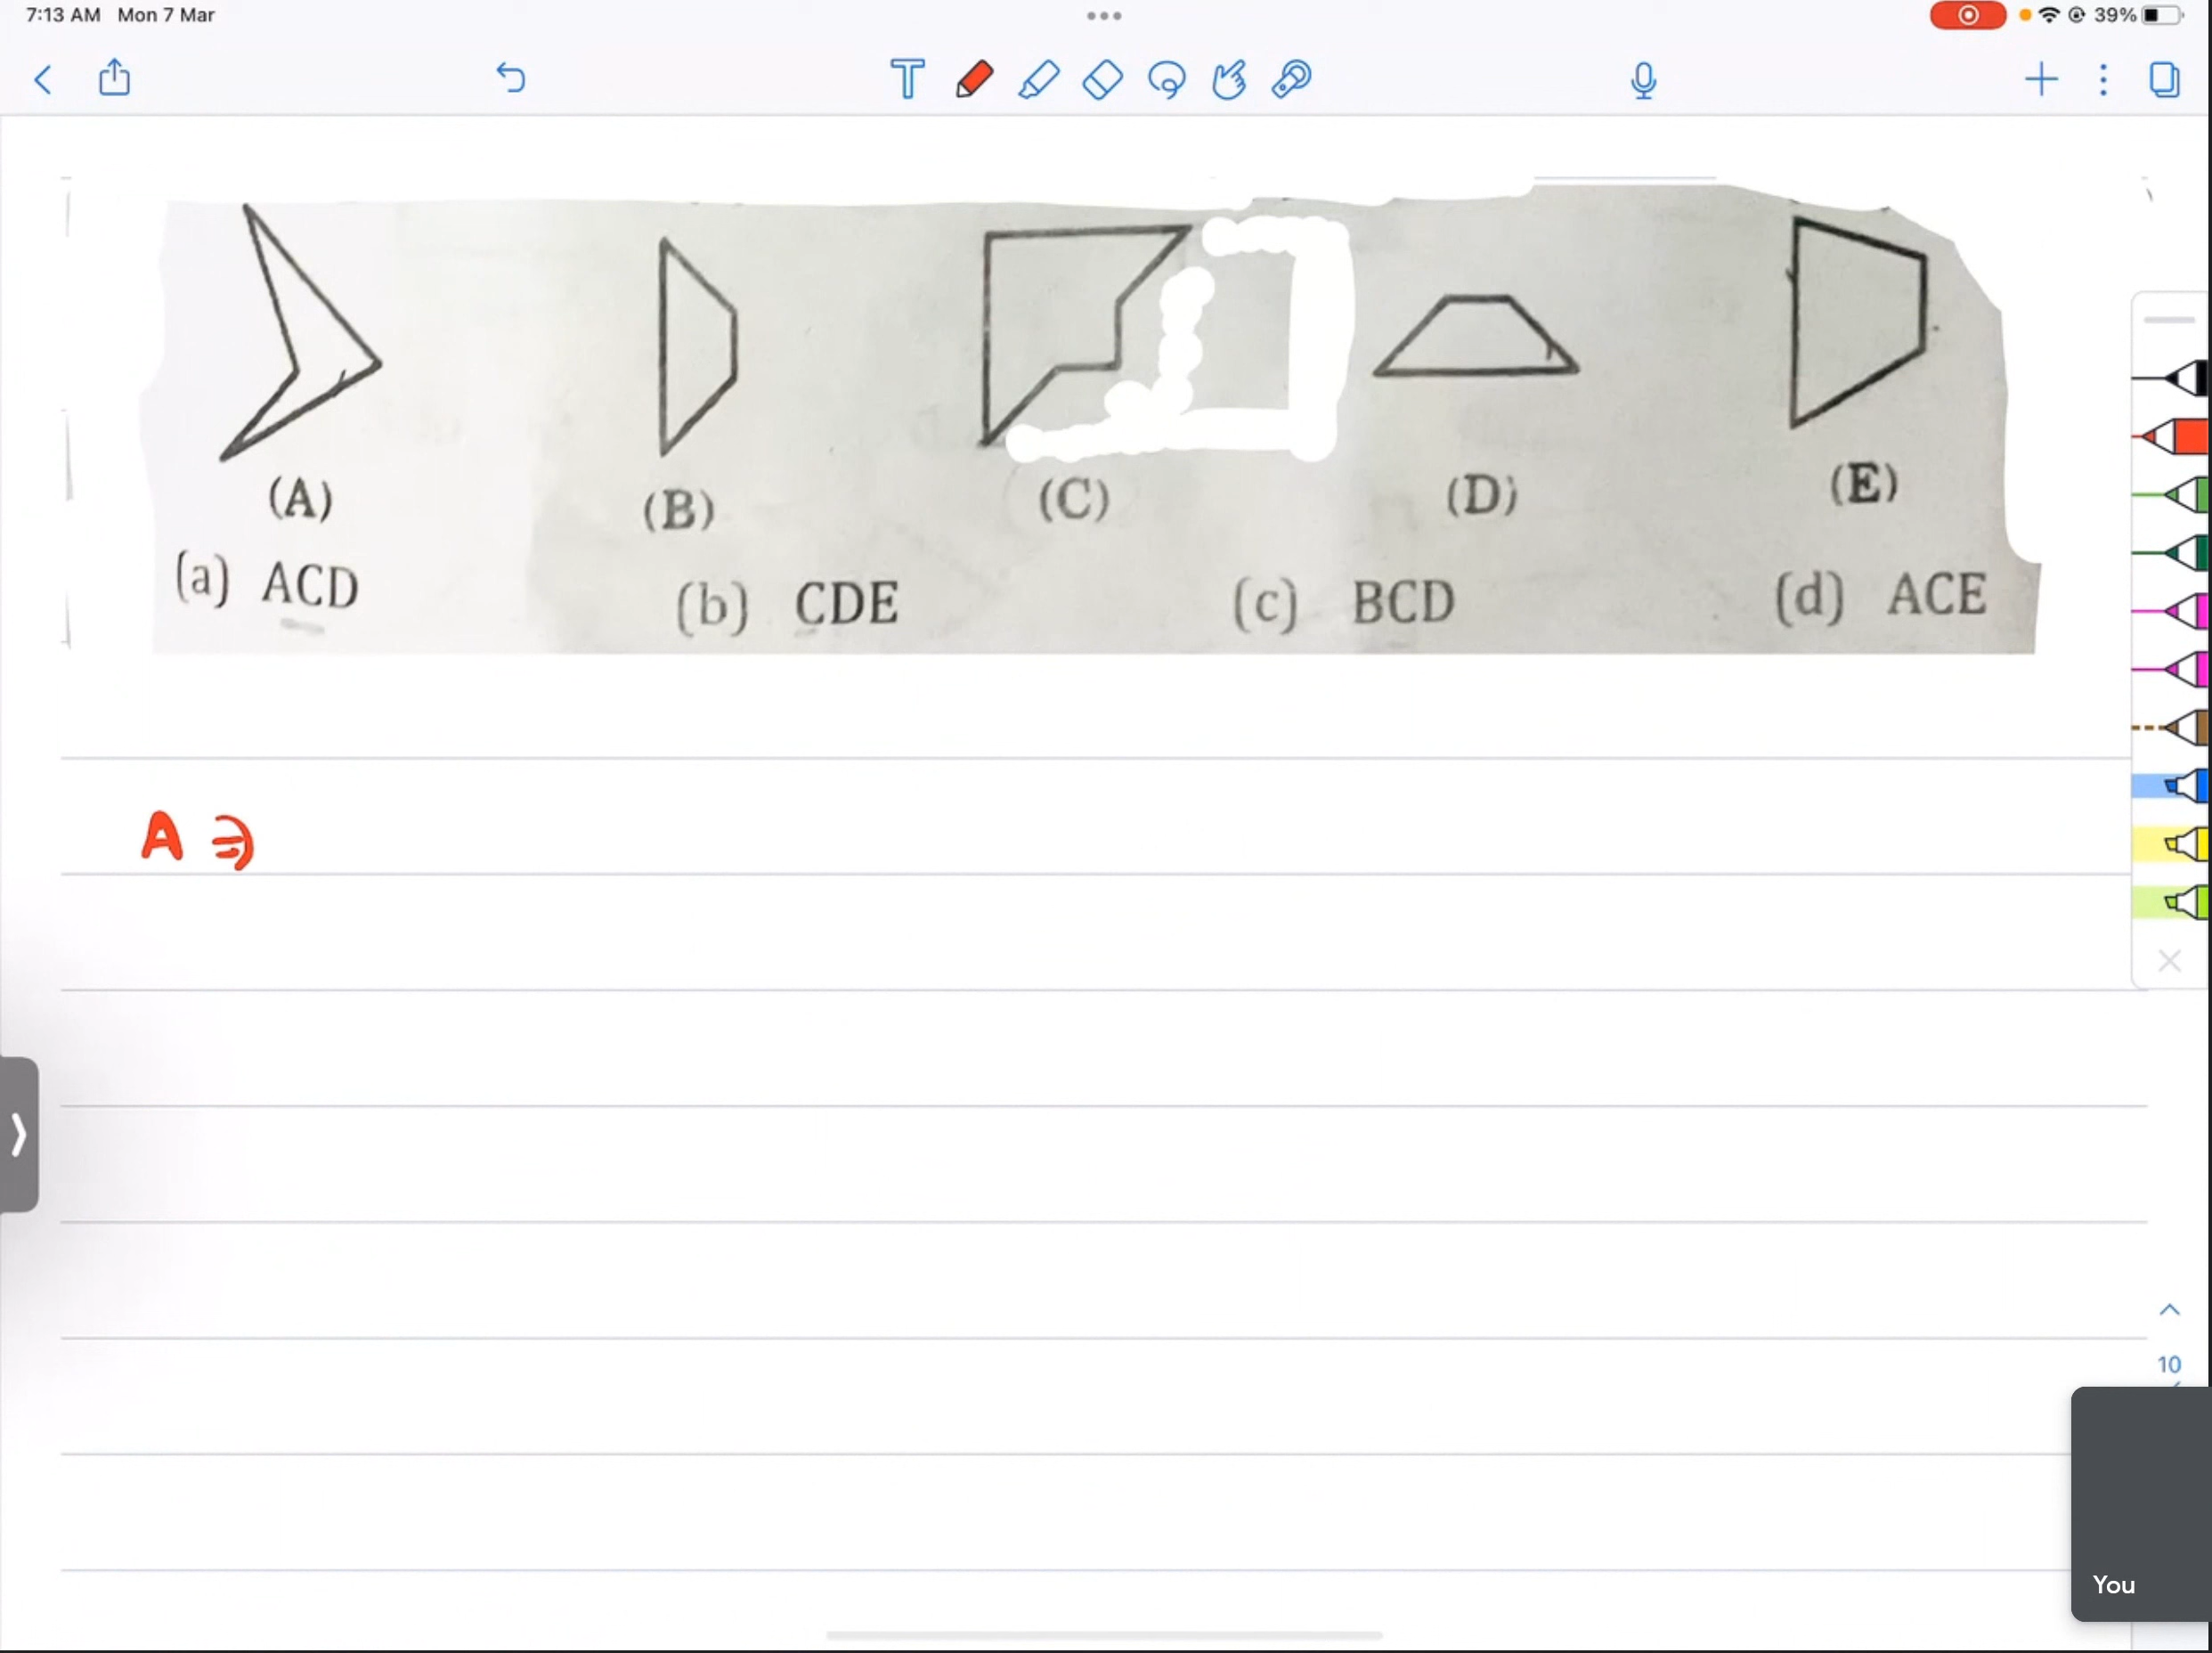 7:13 AM Mon 7 Mar
39%
(A) (B) (C) (D) (E)
(a) ACD (b) CDE (c) BCD (d) ACE
A ⇒
10
You